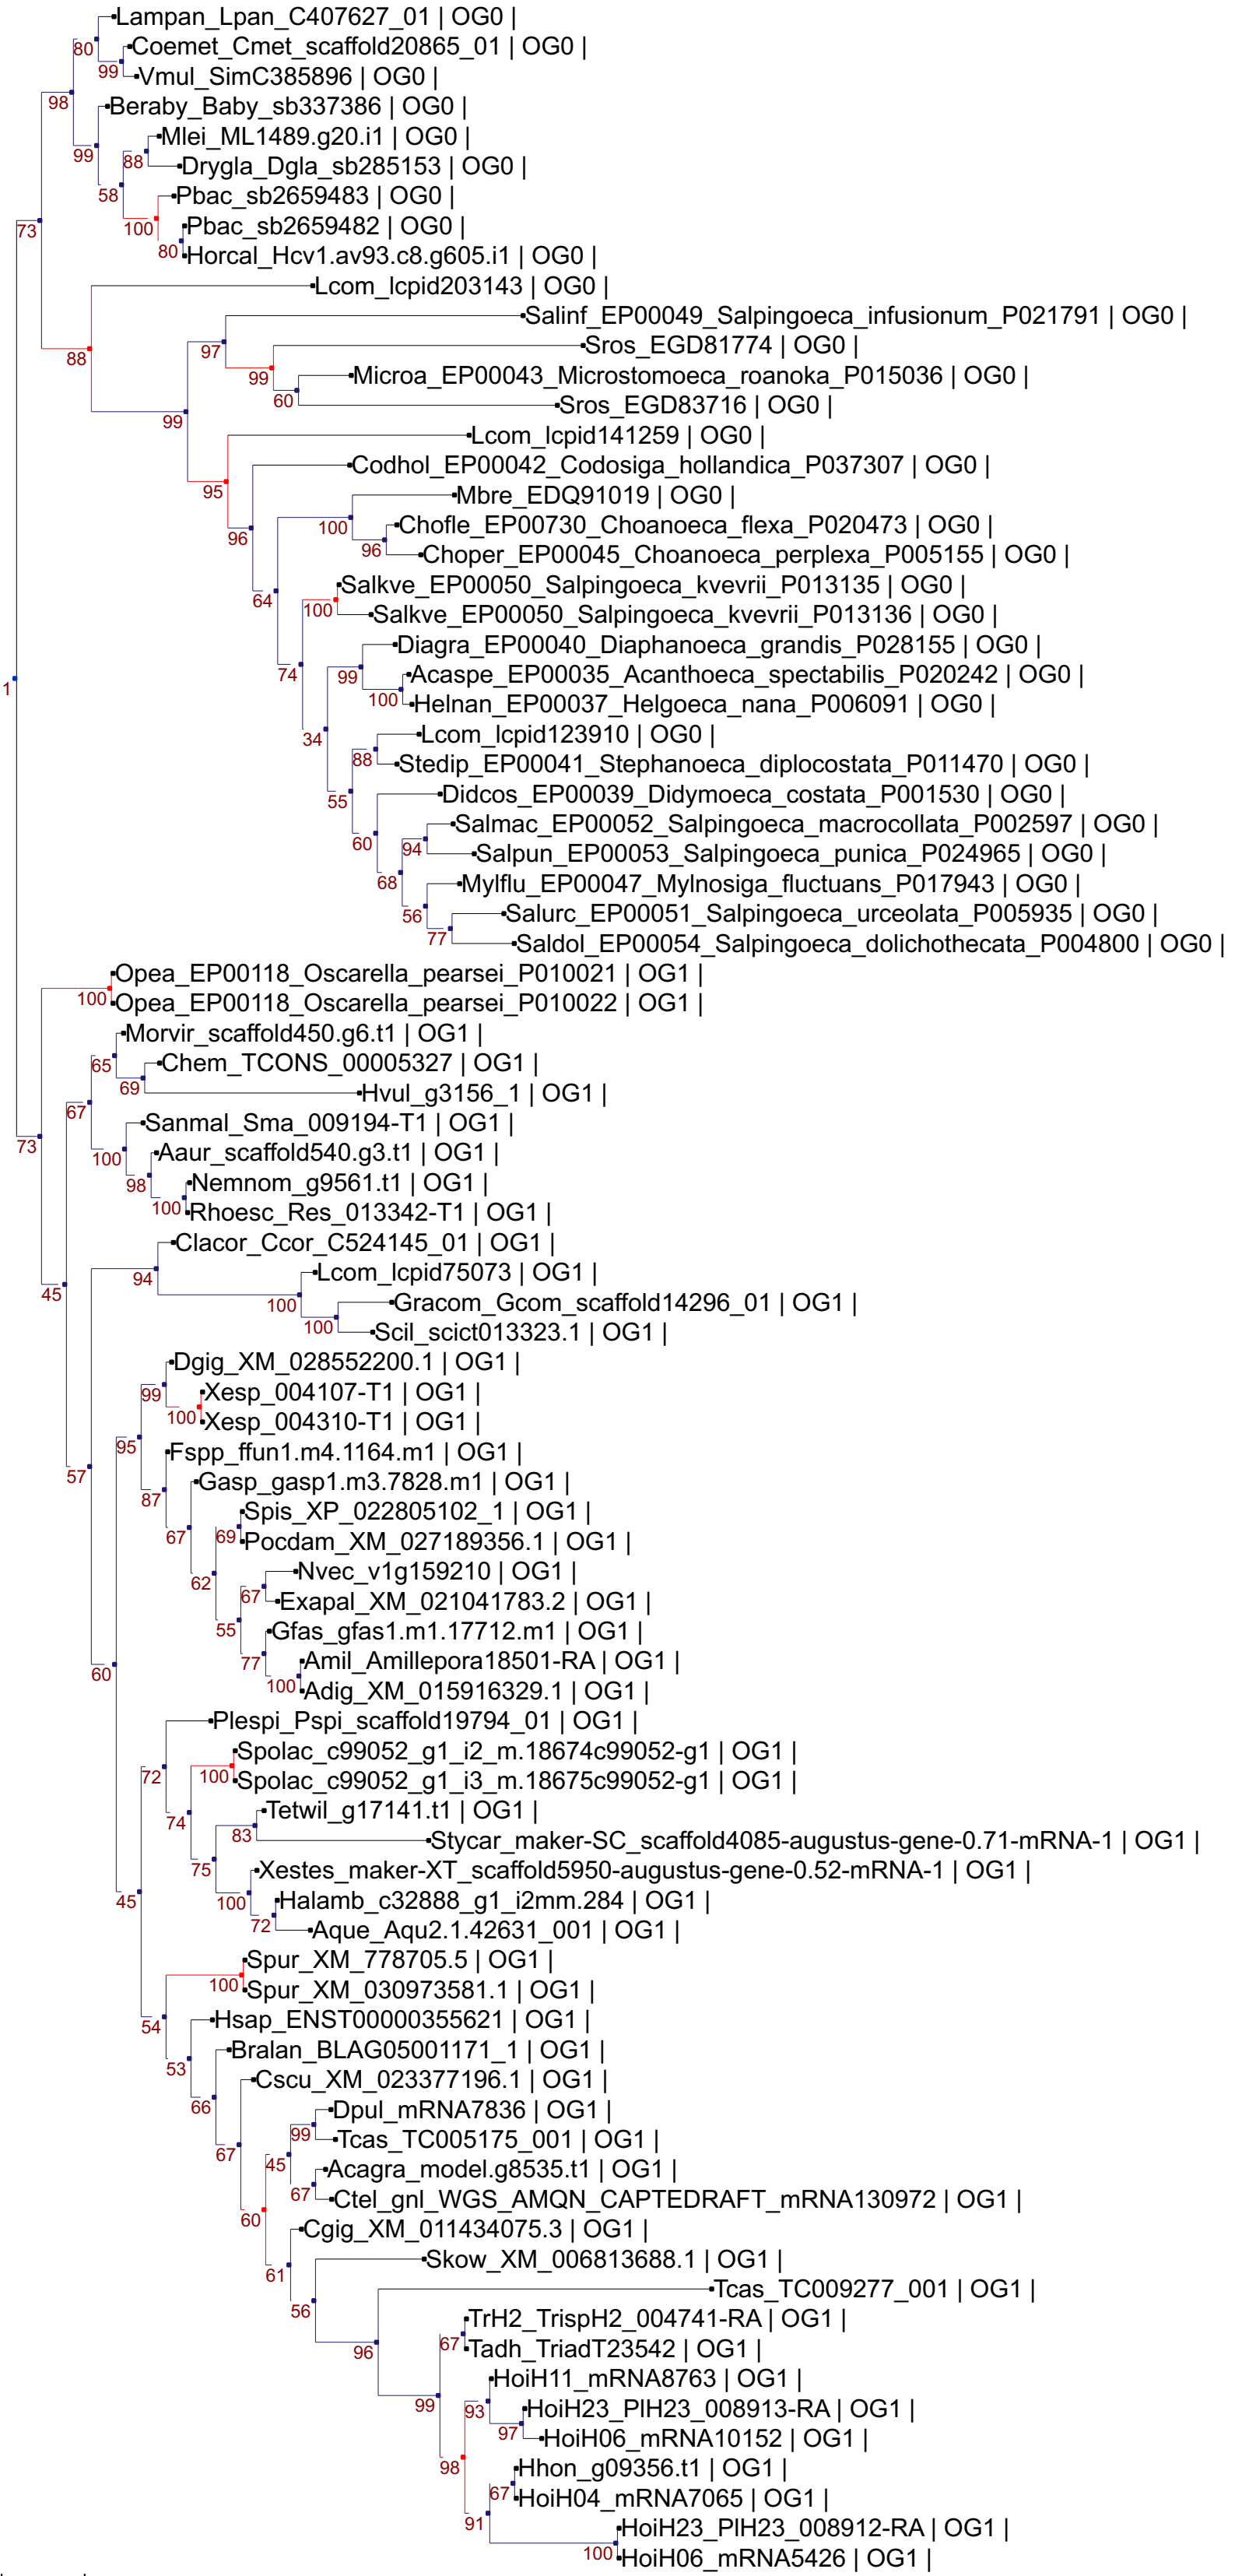 Lampan_Lpan_C407627_01 | OG0 |
80
Coemet_Cmet_scaffold20865_01 | OG0 |
99
Vmul_SimC385896 | OG0 |
98
Beraby_Baby_sb337386 | OG0 |
Mlei_ML1489.g20.i1 | OG0 |
99
88
Drygla_Dgla_sb285153 | OG0 |
58
Pbac_sb2659483 | OG0 |
73
100
Pbac_sb2659482 | OG0 |
80
Horcal_Hcv1.av93.c8.g605.i1 | OG0 |
Lcom_lcpid203143 | OG0 |
Salinf_EP00049_Salpingoeca_infusionum_P021791 | OG0 |
97
Sros_EGD81774 | OG0 |
88
99
Microa_EP00043_Microstomoeca_roanoka_P015036 | OG0 |
60
Sros_EGD83716 | OG0 |
99
Lcom_lcpid141259 | OG0 |
Codhol_EP00042_Codosiga_hollandica_P037307 | OG0 |
95
Mbre_EDQ91019 | OG0 |
100
Chofle_EP00730_Choanoeca_flexa_P020473 | OG0 |
96
96
Choper_EP00045_Choanoeca_perplexa_P005155 | OG0 |
Salkve_EP00050_Salpingoeca_kvevrii_P013135 | OG0 |
64
100
Salkve_EP00050_Salpingoeca_kvevrii_P013136 | OG0 |
Diagra_EP00040_Diaphanoeca_grandis_P028155 | OG0 |
74
99
Acaspe_EP00035_Acanthoeca_spectabilis_P020242 | OG0 |
1
100
Helnan_EP00037_Helgoeca_nana_P006091 | OG0 |
34
Lcom_lcpid123910 | OG0 |
88
Stedip_EP00041_Stephanoeca_diplocostata_P011470 | OG0 |
55
Didcos_EP00039_Didymoeca_costata_P001530 | OG0 |
Salmac_EP00052_Salpingoeca_macrocollata_P002597 | OG0 |
60
94
Salpun_EP00053_Salpingoeca_punica_P024965 | OG0 |
68
Mylflu_EP00047_Mylnosiga_fluctuans_P017943 | OG0 |
56
Salurc_EP00051_Salpingoeca_urceolata_P005935 | OG0 |
77
Saldol_EP00054_Salpingoeca_dolichothecata_P004800 | OG0 |
Opea_EP00118_Oscarella_pearsei_P010021 | OG1 |
100
Opea_EP00118_Oscarella_pearsei_P010022 | OG1 |
Morvir_scaffold450.g6.t1 | OG1 |
65
Chem_TCONS_00005327 | OG1 |
69
Hvul_g3156_1 | OG1 |
67
Sanmal_Sma_009194-T1 | OG1 |
73
100
Aaur_scaffold540.g3.t1 | OG1 |
98
Nemnom_g9561.t1 | OG1 |
100
Rhoesc_Res_013342-T1 | OG1 |
Clacor_Ccor_C524145_01 | OG1 |
94
Lcom_lcpid75073 | OG1 |
45
100
Gracom_Gcom_scaffold14296_01 | OG1 |
100
Scil_scict013323.1 | OG1 |
Dgig_XM_028552200.1 | OG1 |
99
Xesp_004107-T1 | OG1 |
100
Xesp_004310-T1 | OG1 |
95
Fspp_ffun1.m4.1164.m1 | OG1 |
57
Gasp_gasp1.m3.7828.m1 | OG1 |
87
Spis_XP_022805102_1 | OG1 |
67
69
Pocdam_XM_027189356.1 | OG1 |
Nvec_v1g159210 | OG1 |
62
67
Exapal_XM_021041783.2 | OG1 |
55
Gfas_gfas1.m1.17712.m1 | OG1 |
77
Amil_Amillepora18501-RA | OG1 |
60
100
Adig_XM_015916329.1 | OG1 |
Plespi_Pspi_scaffold19794_01 | OG1 |
Spolac_c99052_g1_i2_m.18674c99052-g1 | OG1 |
72
100
Spolac_c99052_g1_i3_m.18675c99052-g1 | OG1 |
Tetwil_g17141.t1 | OG1 |
74
83
Stycar_maker-SC_scaffold4085-augustus-gene-0.71-mRNA-1 | OG1 |
75
Xestes_maker-XT_scaffold5950-augustus-gene-0.52-mRNA-1 | OG1 |
45
100
Halamb_c32888_g1_i2mm.284 | OG1 |
72
Aque_Aqu2.1.42631_001 | OG1 |
Spur_XM_778705.5 | OG1 |
100
Spur_XM_030973581.1 | OG1 |
Hsap_ENST00000355621 | OG1 |
54
Bralan_BLAG05001171_1 | OG1 |
53
Cscu_XM_023377196.1 | OG1 |
66
Dpul_mRNA7836 | OG1 |
99
Tcas_TC005175_001 | OG1 |
67
45
Acagra_model.g8535.t1 | OG1 |
67
Ctel_gnl_WGS_AMQN_CAPTEDRAFT_mRNA130972 | OG1 |
60
Cgig_XM_011434075.3 | OG1 |
Skow_XM_006813688.1 | OG1 |
61
Tcas_TC009277_001 | OG1 |
56
TrH2_TrispH2_004741-RA | OG1 |
67
Tadh_TriadT23542 | OG1 |
96
HoiH11_mRNA8763 | OG1 |
99
93
HoiH23_PlH23_008913-RA | OG1 |
97
HoiH06_mRNA10152 | OG1 |
98
Hhon_g09356.t1 | OG1 |
67
HoiH04_mRNA7065 | OG1 |
91
HoiH23_PlH23_008912-RA | OG1 |
100
HoiH06_mRNA5426 | OG1 |